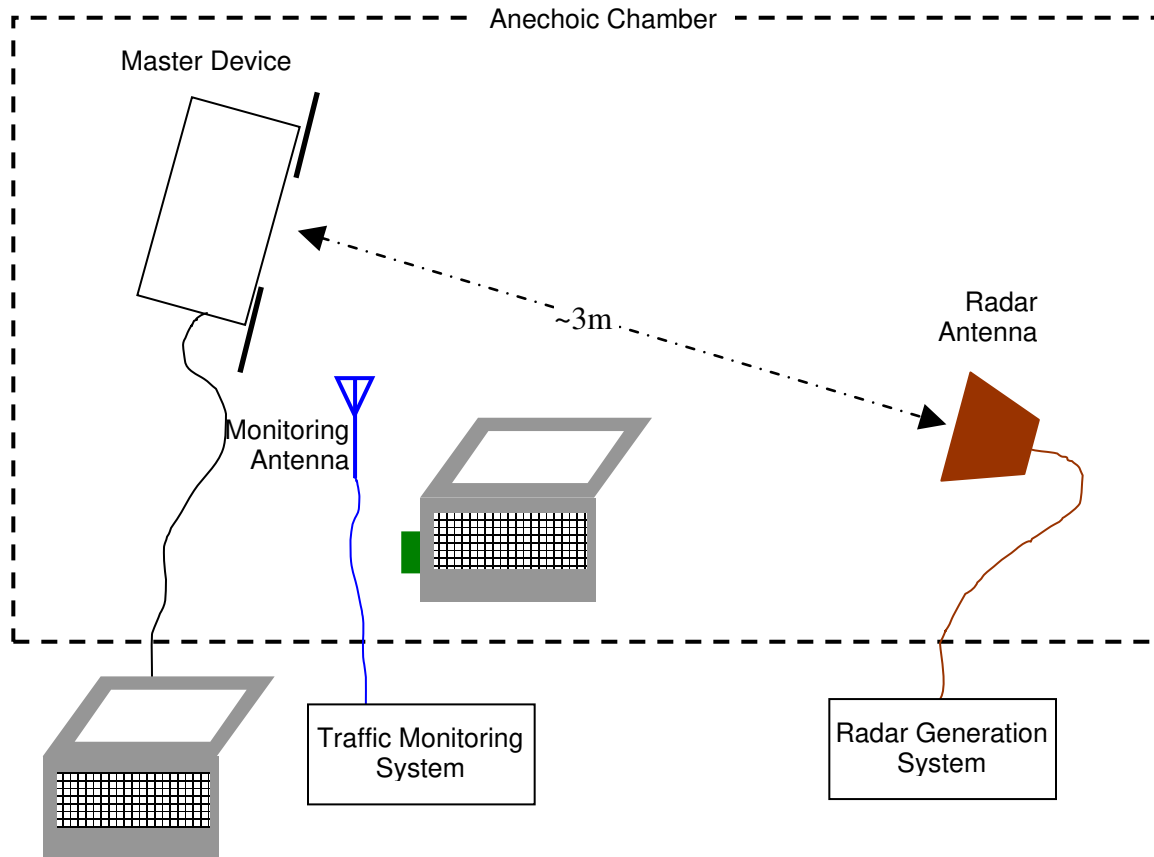 Anechoic Chamber
Master Device
~3m
Radar
Antenna
Monitoring
Antenna
Traffic Monitoring
System
Radar Generation
System